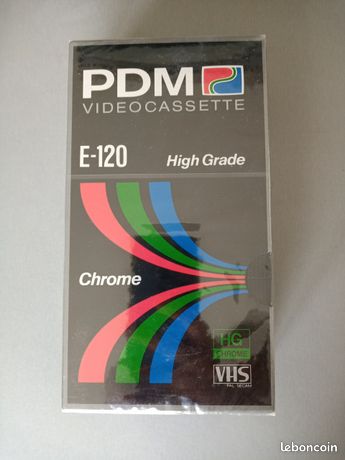 PDM
VIDEOCASSETTE
E-120
High Grade
Chrome
HG
CHROME
VHS
PAL SECAM
leboncoin